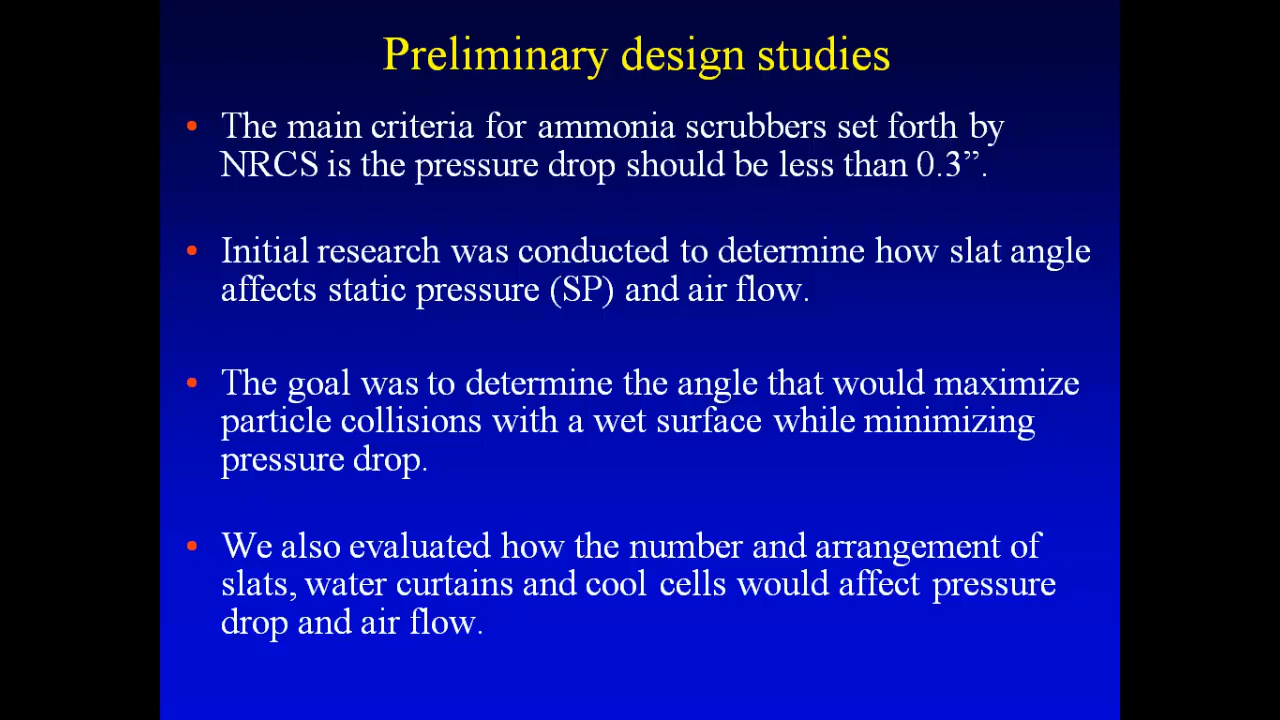 Preliminary design studies
• The main criteria for ammonia scrubbers set forth by
NRCS is the pressure drop should be less than 0.3”.
• Initial research was conducted to determine how slat angle
affects static pressure (SP) and air flow.
• The goal was to determine the angle that would maximize
particle collisions with a wet surface while minimizing
pressure drop.
• We also evaluated how the number and arrangement of
slats, water curtains and cool cells would affect pressure
drop and air flow.